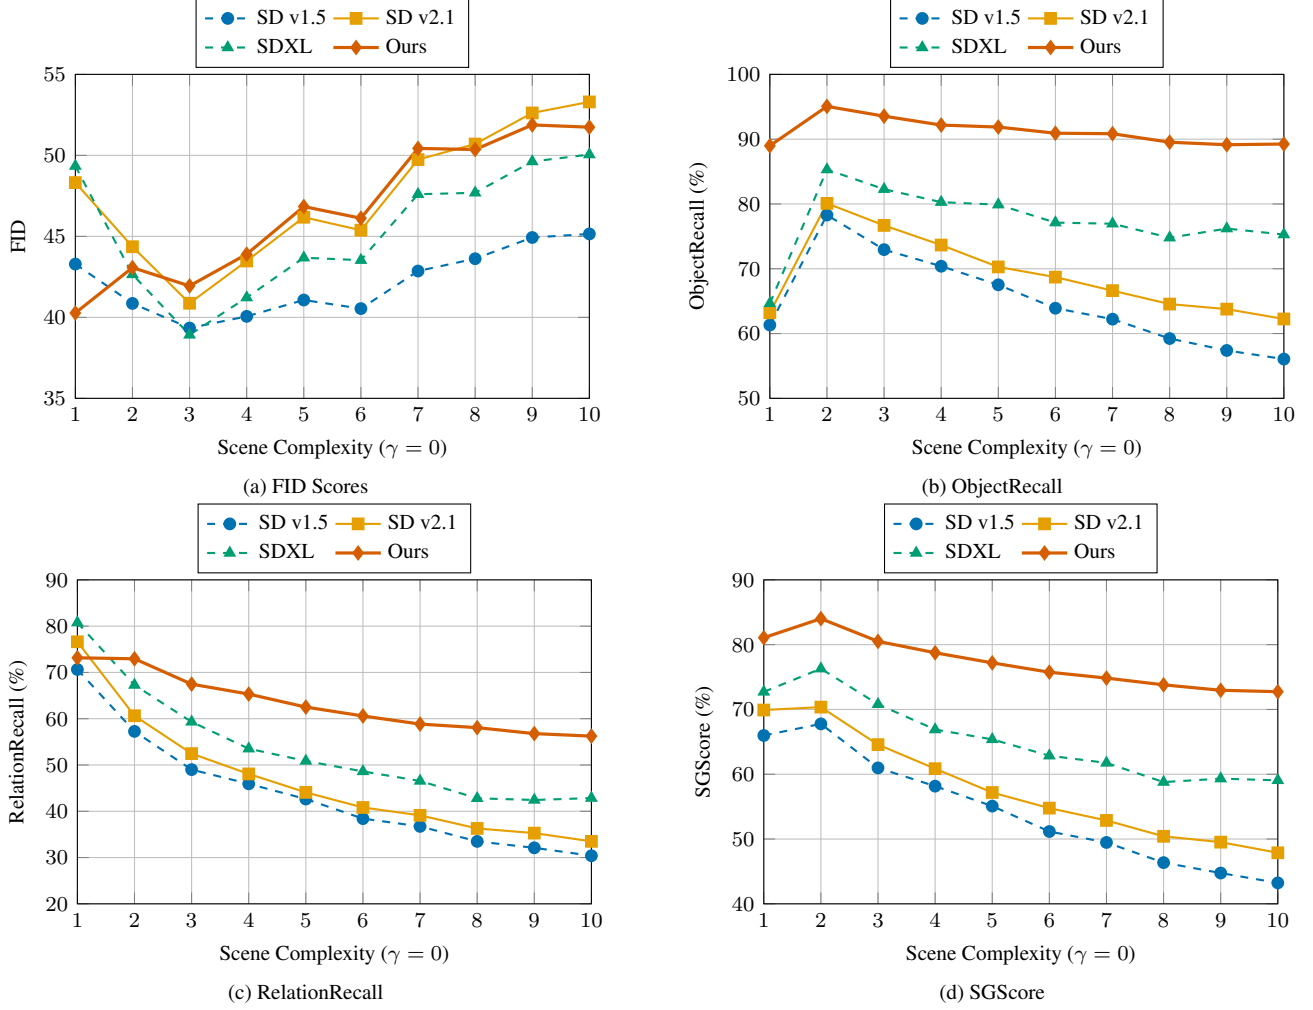 SD v1.5 SD v2.1
SDXL Ours
55
50
45
40
35
FID
1 2 3 4 5 6 7 8 9 10
Scene Complexity (γ = 0)
(a) FID Scores
SD v1.5 SD v2.1
SDXL Ours
100
90
80
70
60
50
ObjectRecall (%)
1 2 3 4 5 6 7 8 9 10
Scene Complexity (γ = 0)
(b) ObjectRecall
SD v1.5 SD v2.1
SDXL Ours
90
80
70
60
50
40
30
20
RelationRecall (%)
1 2 3 4 5 6 7 8 9 10
Scene Complexity (γ = 0)
(c) RelationRecall
SD v1.5 SD v2.1
SDXL Ours
90
80
70
60
50
40
SGScore (%)
1 2 3 4 5 6 7 8 9 10
Scene Complexity (γ = 0)
(d) SGScore